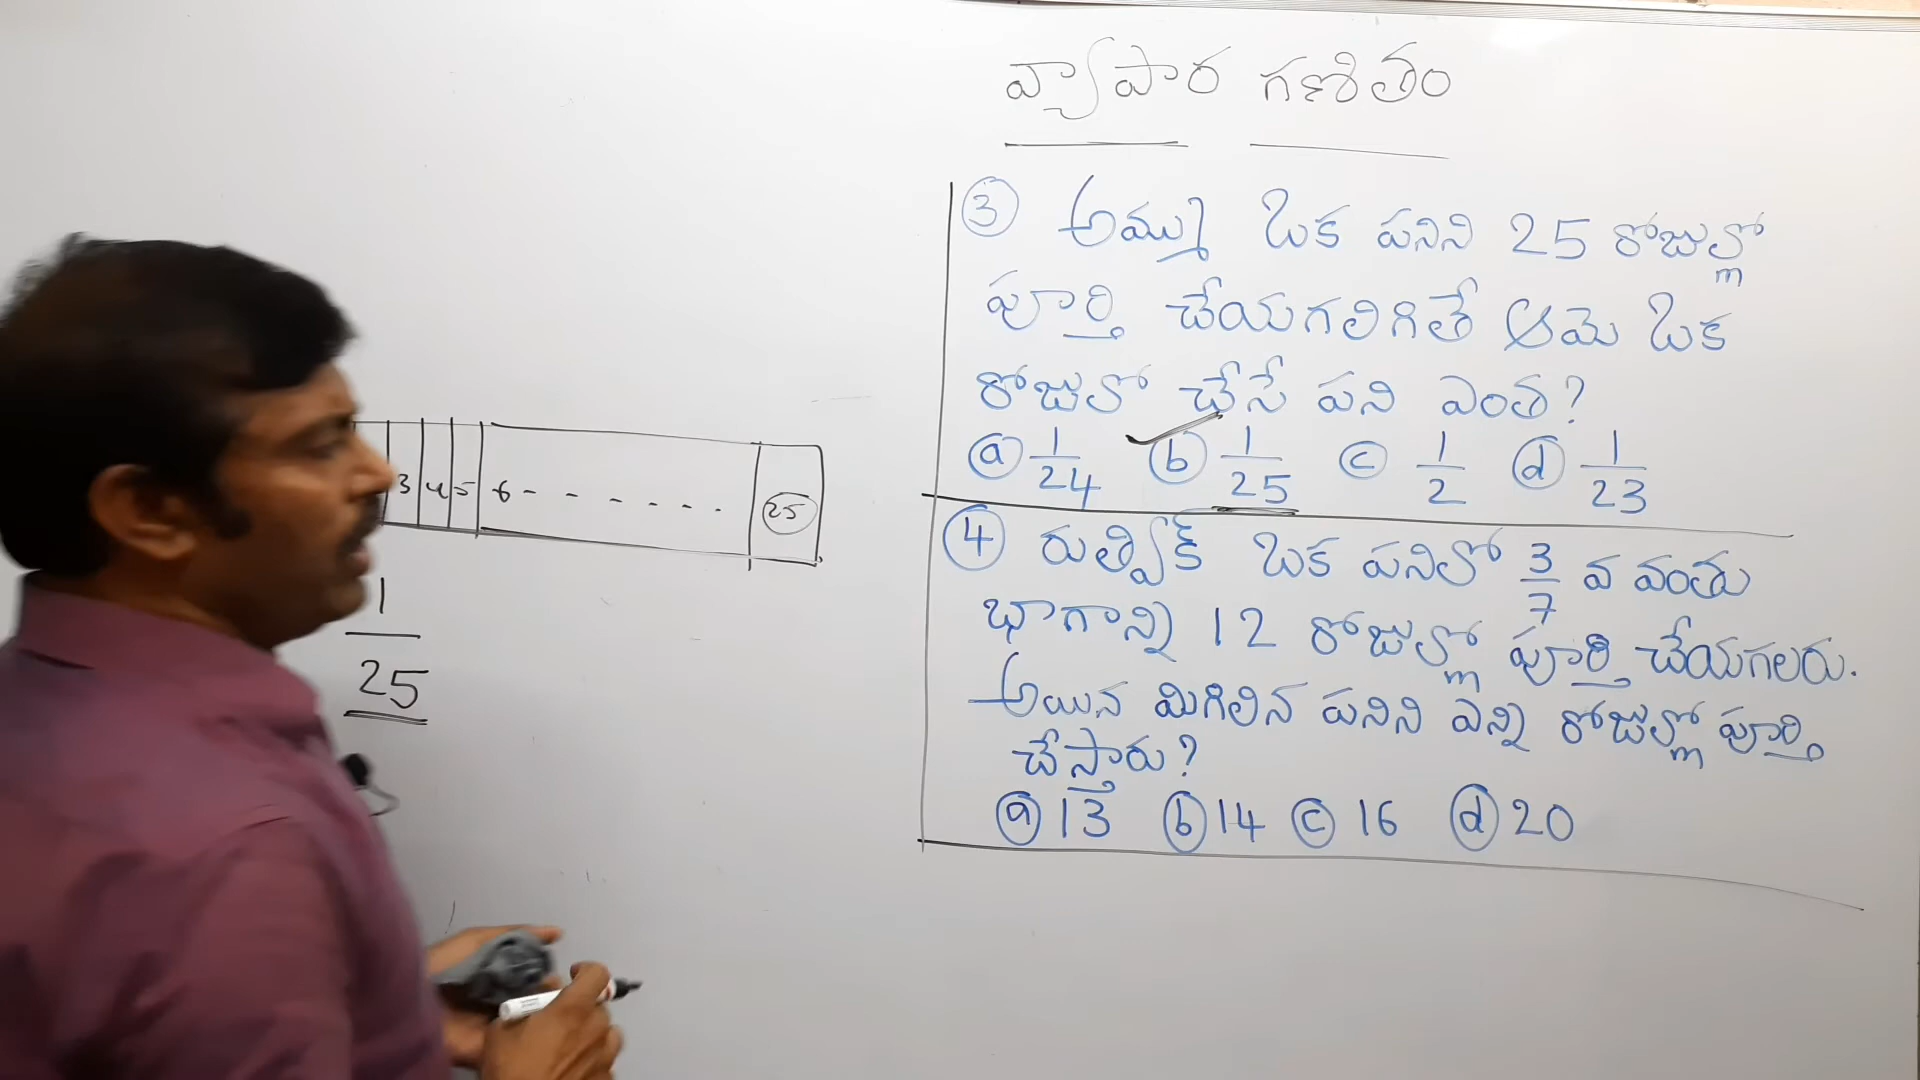 వ్యాపార గణితం
③ అమ్ము ఒక పనిని 25 రోజుల్లో
పూర్తి చేయగలిగితే ఆమె ఒక
రోజులో చేసే పని ఎంత?
ⓐ 1/24 ⓑ 1/25 ⓒ 1/2 ⓓ 1/23
④ రుత్విక్ ఒక పనిలో 3/7 వ వంతు
భాగాన్ని 12 రోజుల్లో పూర్తి చేయగలరు.
అయిన మిగిలిన పనిని ఎన్ని రోజుల్లో పూర్తి
చేస్తారు?
ⓐ 13 ⓑ 14 ⓒ 16 ⓓ 20
3 4 5 6 - - - - - - - 25
1/25